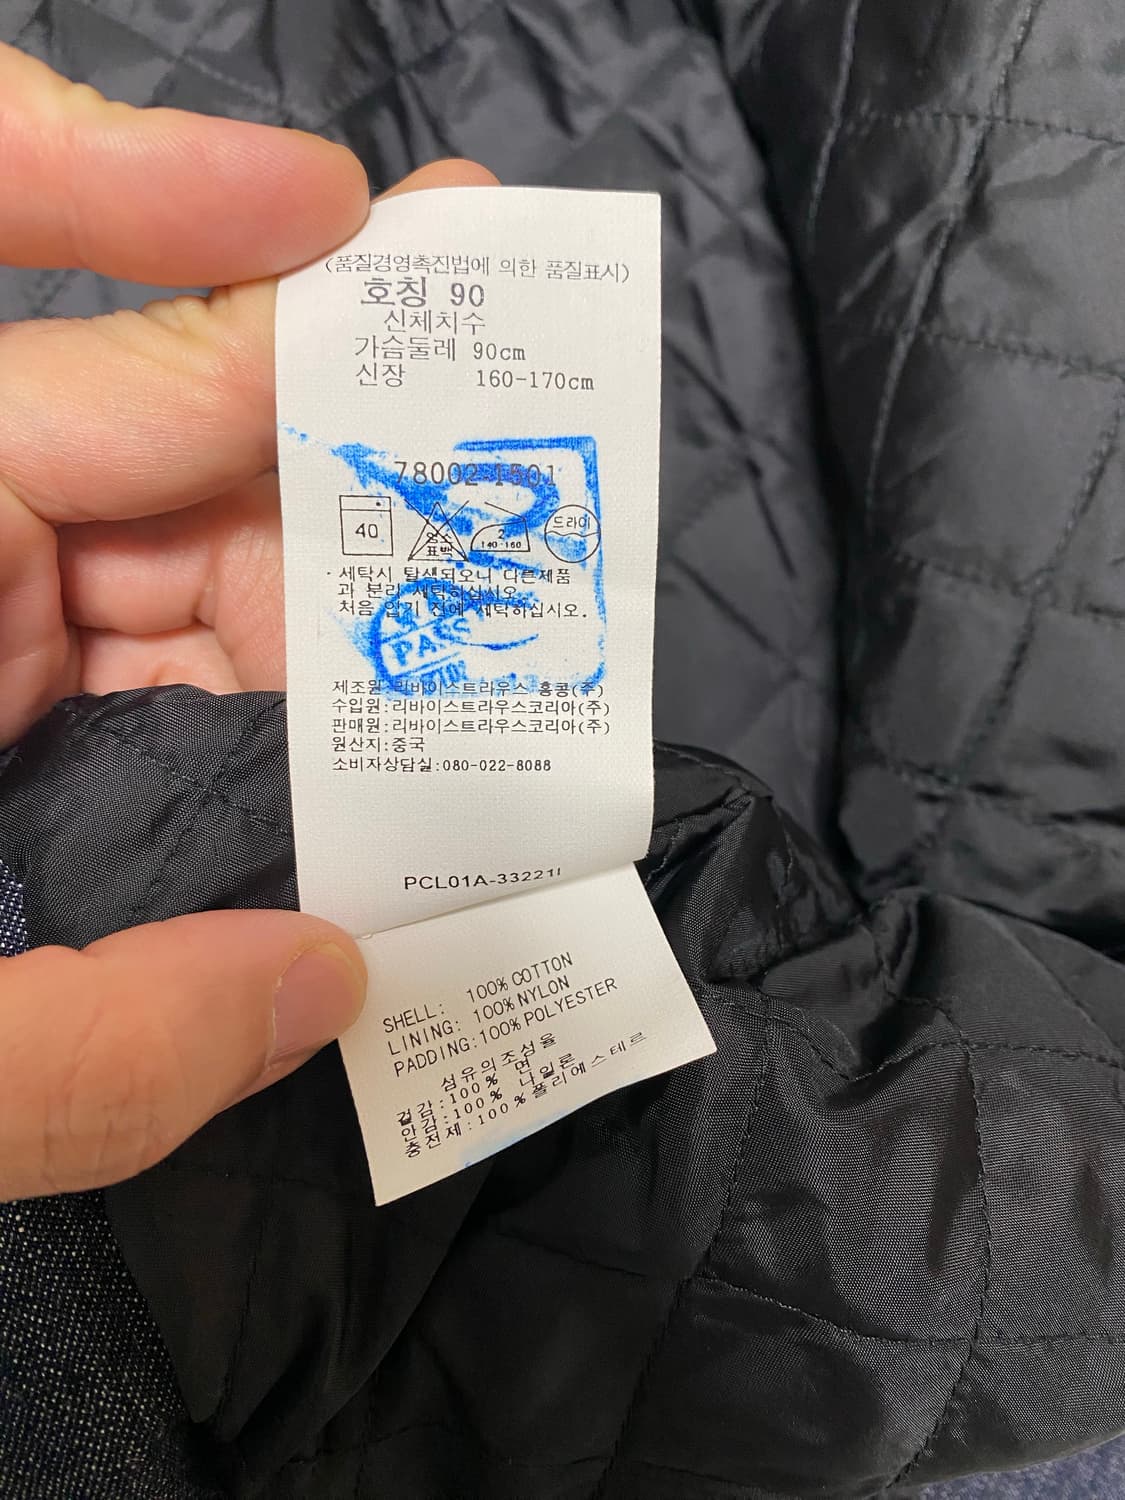 (품질경영촉진법에 의한 품질표시)
호칭 90
신체치수
가슴둘레 90cm
신장 160-170cm
78002-1501
40
염소
표백
2
140-160
드라이
· 세탁시 탈색되오니 다른제품
과 분리 세탁하십시오.
처음 입기 전에 세탁하십시오.
PASS
제조원:리바이스트라우스 홍콩(주)
수입원:리바이스트라우스코리아(주)
판매원:리바이스트라우스코리아(주)
원산지:중국
소비자상담실:080-022-8088
PCL01A-33221I
SHELL: 100% COTTON
LINING: 100% NYLON
PADDING:100% POLYESTER
섬유의조성율
겉감:100% 면
안감:100% 나일론
충전제:100%폴리에스테르